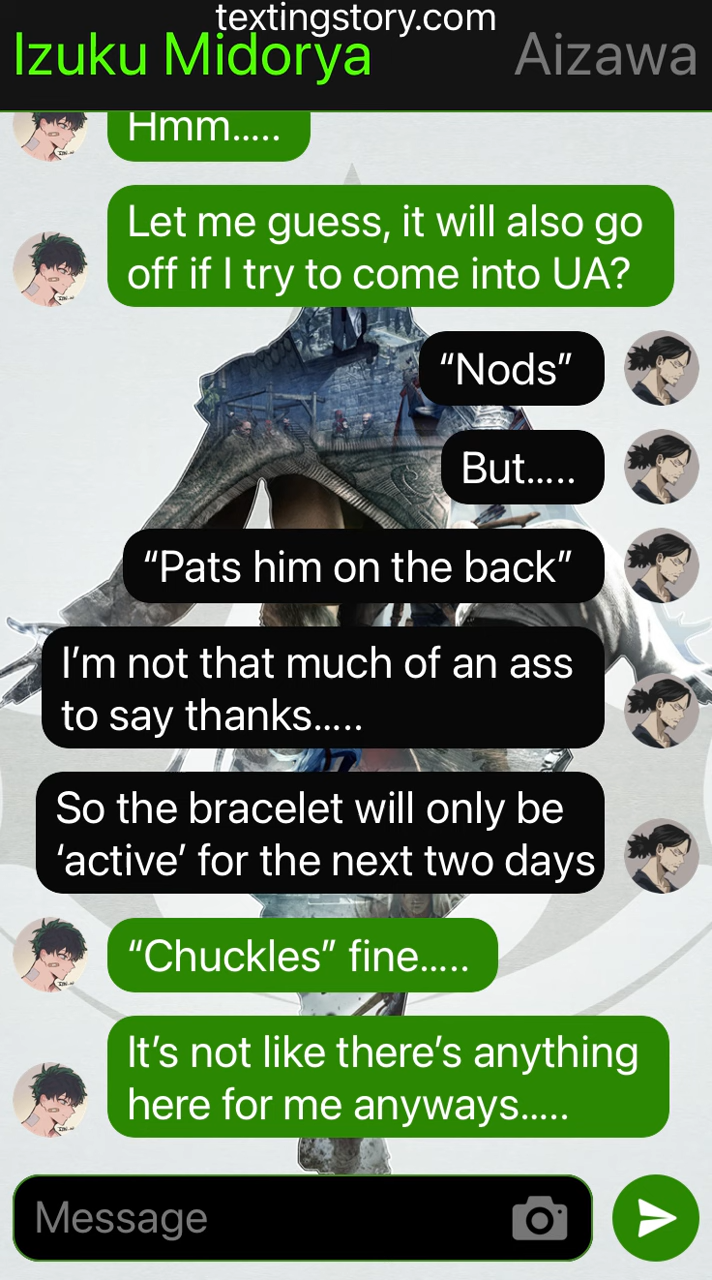 textingstory.com
Izuku Midorya
Aizawa
Hmm.....
Let me guess, it will also go
off if I try to come into UA?
“Nods”
But.....
“Pats him on the back”
I’m not that much of an ass
to say thanks.....
So the bracelet will only be
‘active’ for the next two days
“Chuckles” fine.....
It’s not like there’s anything
here for me anyways.....
Message